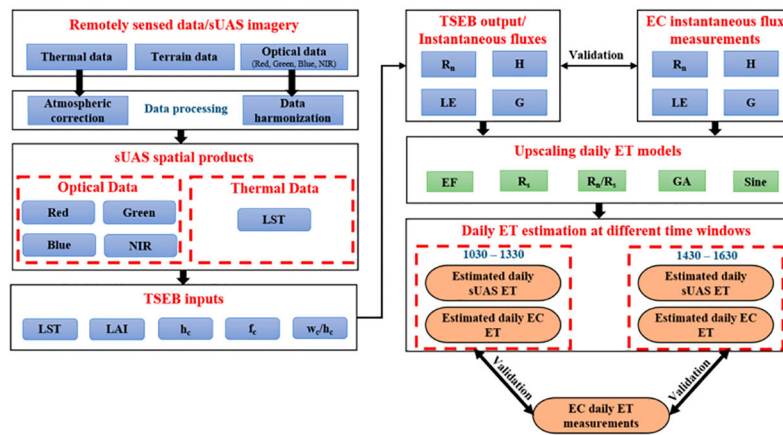 Remotely sensed data/sUAS imagery
Thermal data
Terrain data
Optical data
(Red, Green, Blue, NIR)
Atmospheric
correction
Data processing
Data
harmonization
sUAS spatial products
Optical Data
Red
Green
Blue
NIR
Thermal Data
LST
TSEB inputs
LST
LAI
hc
fc
wc/hc
TSEB output/
Instantaneous fluxes
Rn
H
LE
G
Validation
EC instantaneous flux
measurements
Rn
H
LE
G
Upscaling daily ET models
EF
Rs
Rn/Rs
GA
Sine
Daily ET estimation at different time windows
1030 – 1330
Estimated daily
sUAS ET
Estimated daily EC
ET
1430 – 1630
Estimated daily
sUAS ET
Estimated daily EC
ET
Validation
Validation
EC daily ET
measurements